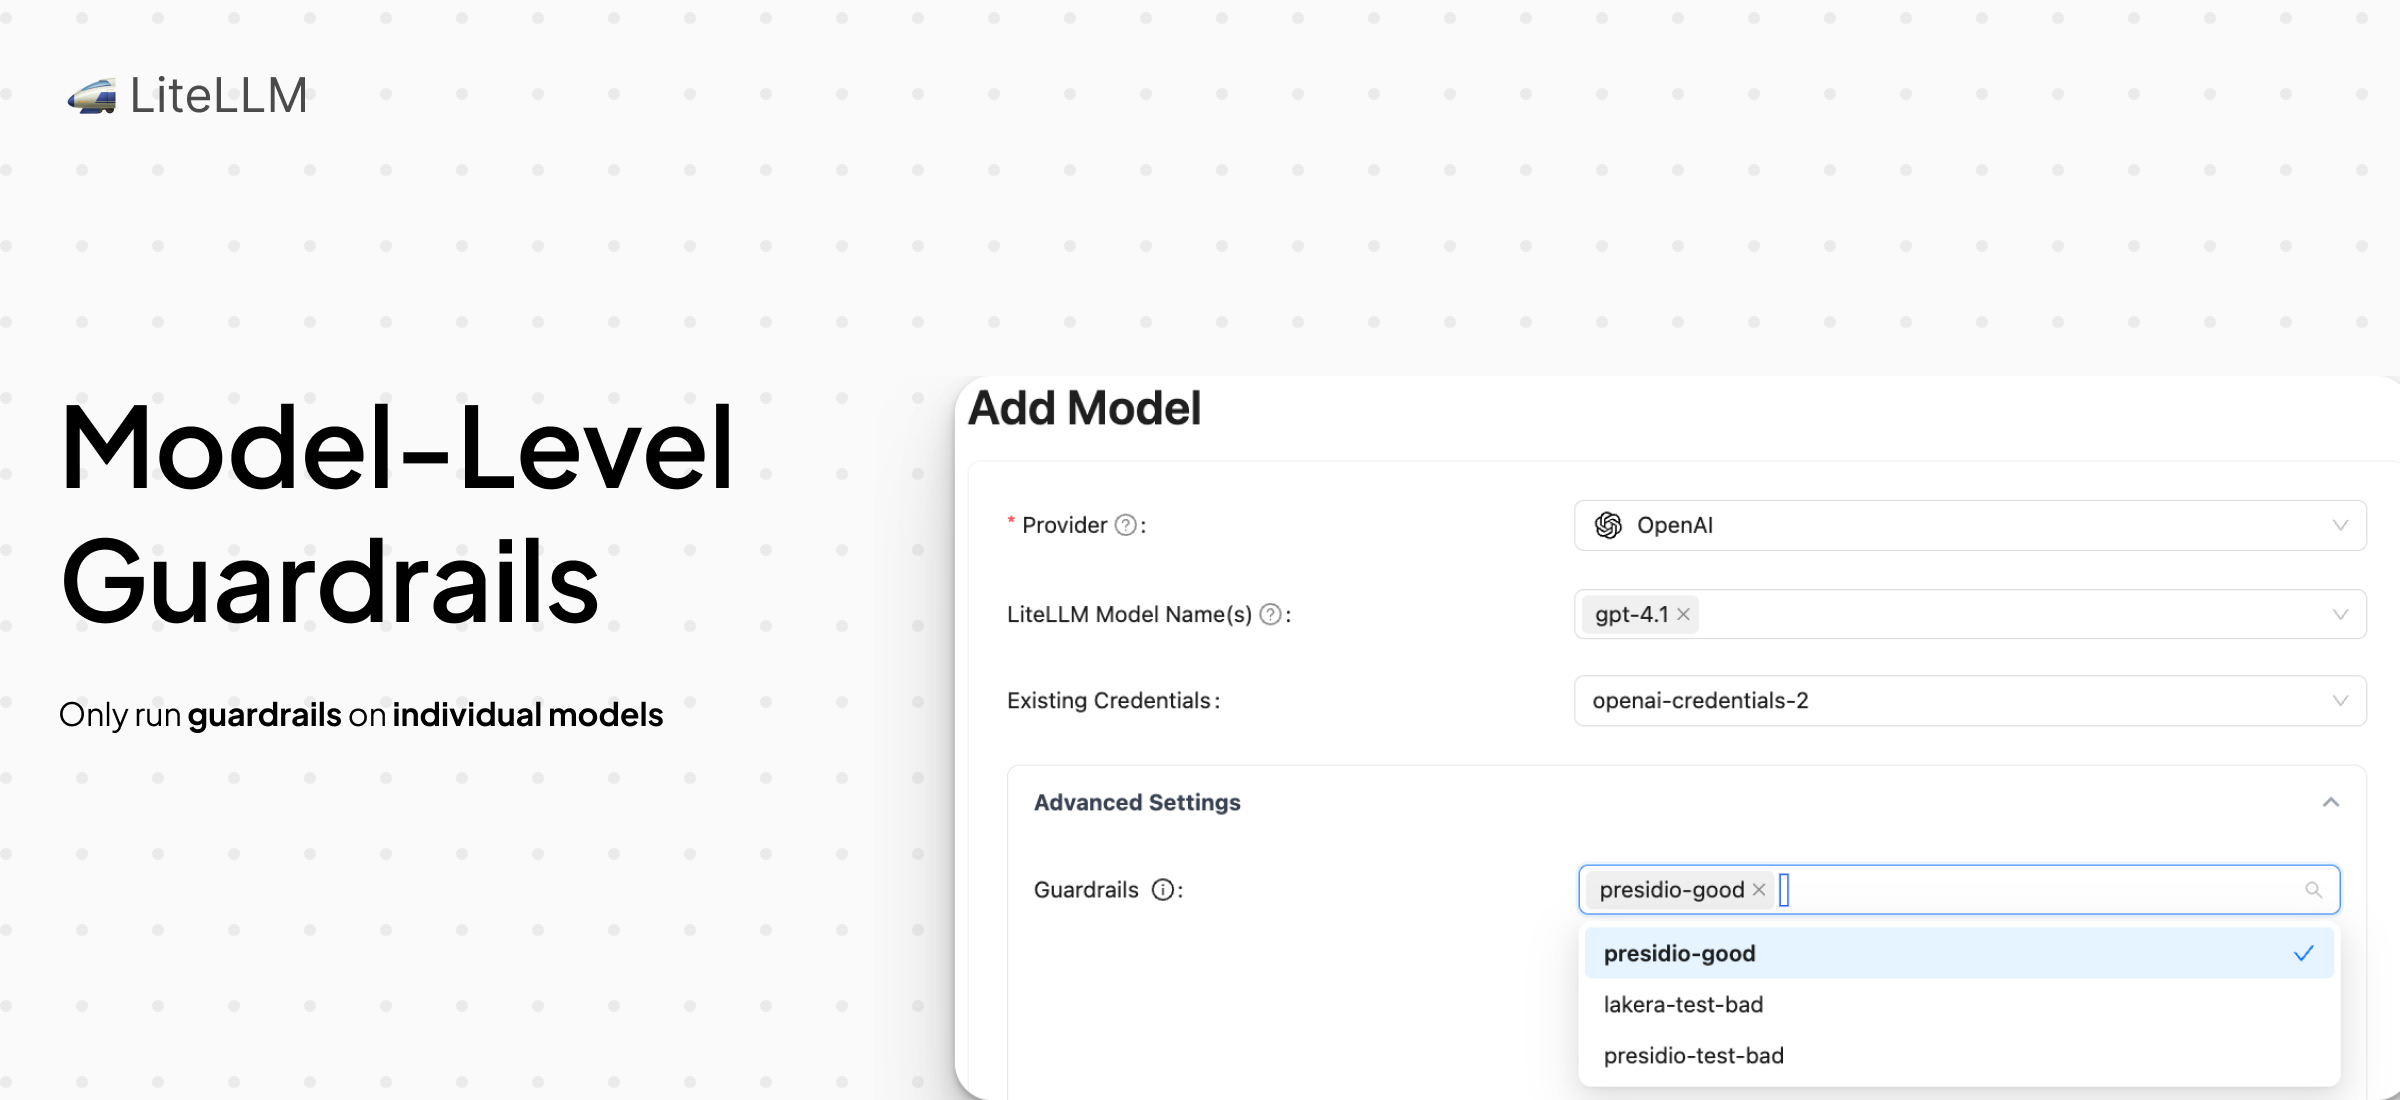 LiteLLM
Model-Level
Guardrails
Only run guardrails on individual models
Add Model
* Provider ? :
OpenAI
LiteLLM Model Name(s) ? :
gpt-4.1 ×
Existing Credentials :
openai-credentials-2
Advanced Settings
Guardrails i :
presidio-good ×
presidio-good
lakera-test-bad
presidio-test-bad